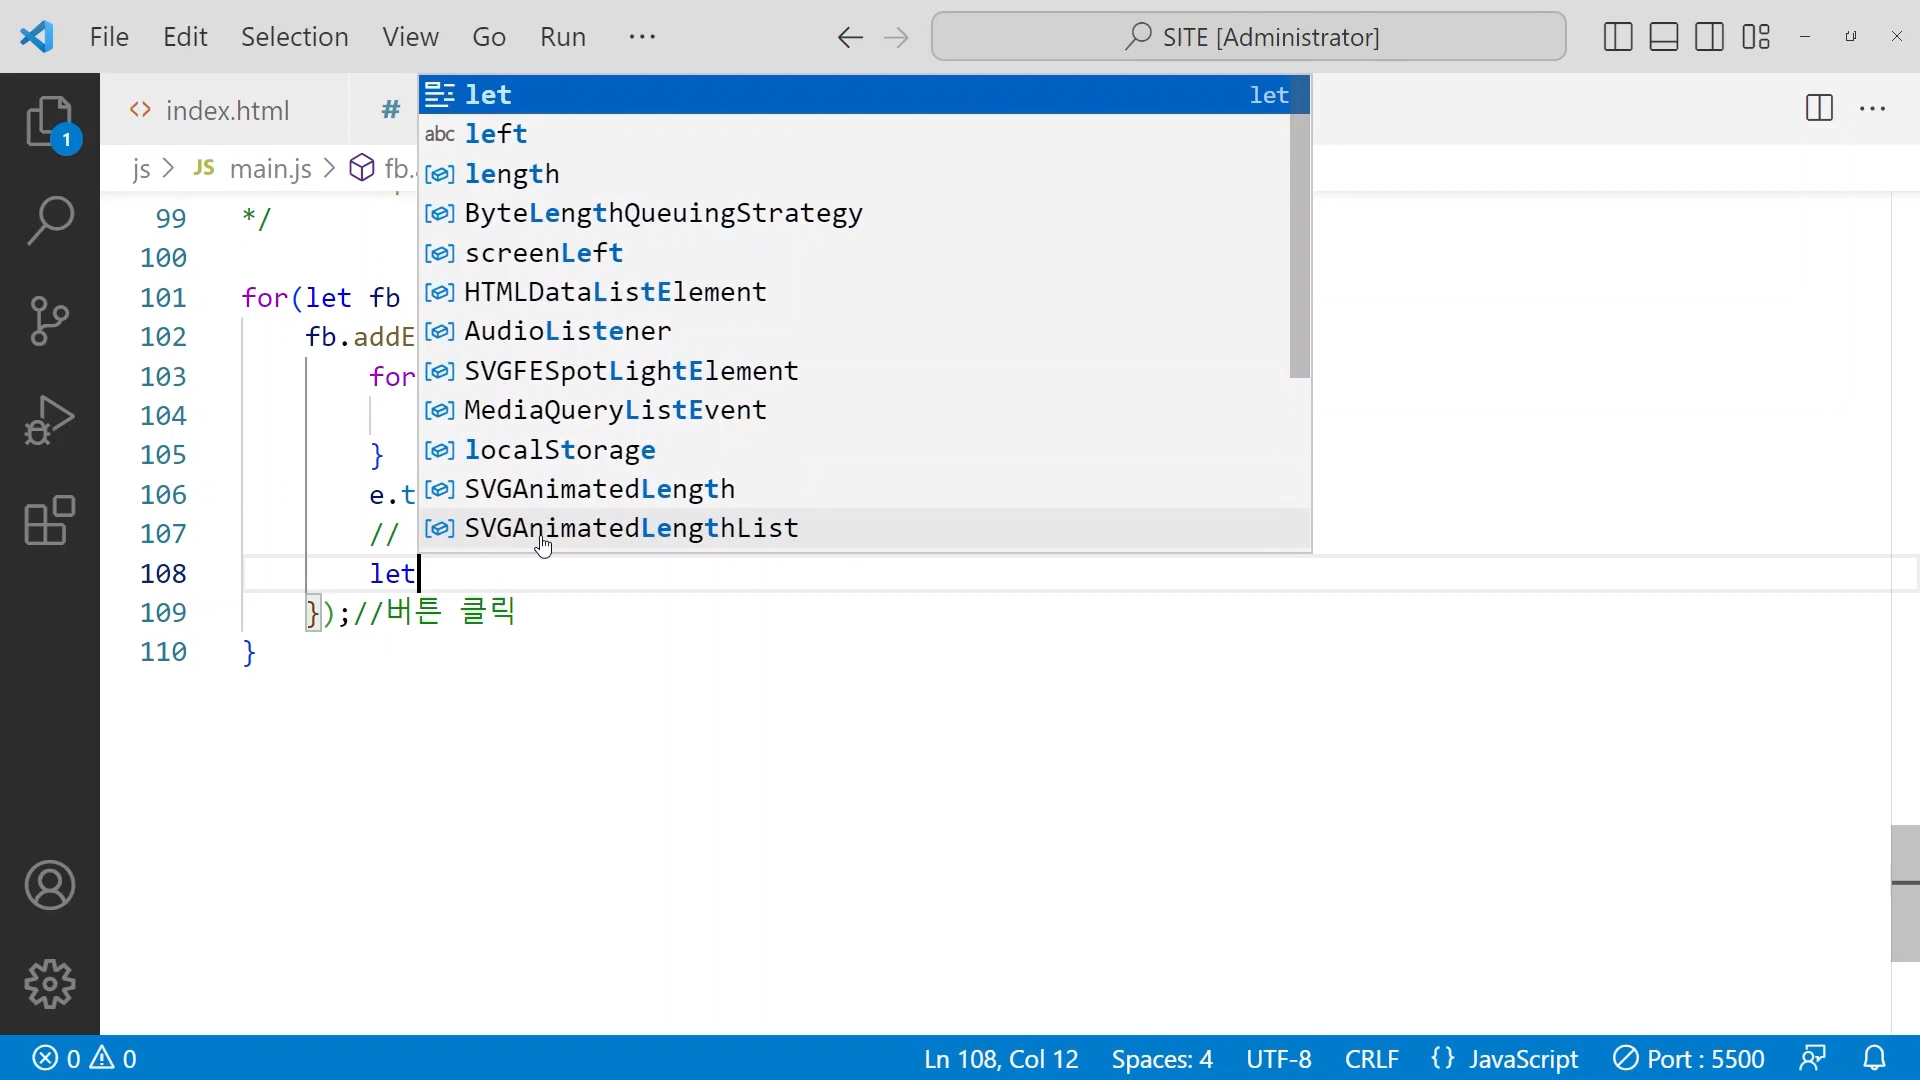 File Edit Selection View Go Run ··· SITE [Administrator]
index.html #
js > JS main.js > fb.
let let
left
length
ByteLengthQueuingStrategy
screenLeft
HTMLDataListElement
AudioListener
SVGFESpotLightElement
MediaQueryListEvent
localStorage
SVGAnimatedLength
SVGAnimatedLengthList
99 */
100
101 for(let fb
102 fb.addE
103 for
104
105 }
106 e.t
107 //
108 let
109 });//버튼 클릭
110 }
0 0 Ln 108, Col 12 Spaces: 4 UTF-8 CRLF {} JavaScript Port : 5500
1
abc